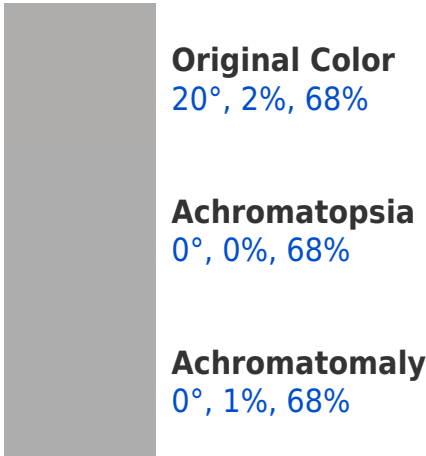 Original Color
20°, 2%, 68%
Achromatopsia
0°, 0%, 68%
Achromatomaly
0°, 1%, 68%